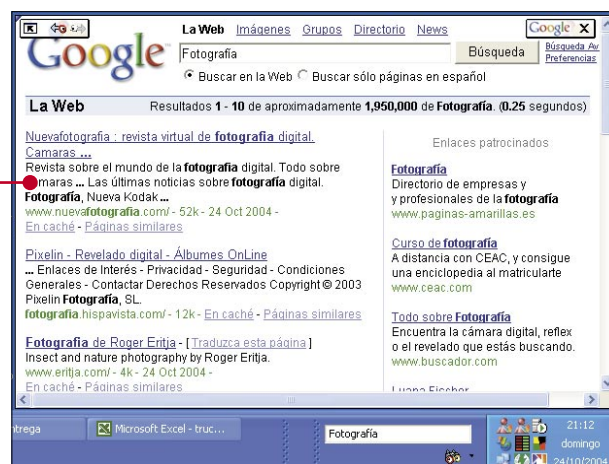 La Web Imágenes Grupos Directorio News
Google X
Google
Fotografía
Búsqueda
Búsqueda Av
Preferencias
Buscar en la Web Buscar sólo páginas en español
La Web Resultados 1 - 10 de aproximadamente 1,950,000 de Fotografía. (0.25 segundos)
Nuevafotografia : revista virtual de fotografia digital.
Camaras ...
Revista sobre el mundo de la fotografia digital. Todo sobre
... Las últimas noticias sobre fotografía digital.
Fotografía, Nueva Kodak ...
www.nuevafotografia.com/ - 52k - 24 Oct 2004 -
En caché - Páginas similares
Pixelin - Revelado digital - Álbumes OnLine
... Enlaces de Interés - Privacidad - Seguridad - Condiciones
Generales - Contactar Derechos Reservados Copyright © 2003
Pixelin Fotografía, SL.
fotografia.hispavista.com/ - 12k - En caché - Páginas similares
Fotografia de Roger Eritja - [ Traduzca esta página ]
Insect and nature photography by Roger Eritja.
www.eritja.com/ - 4k - 24 Oct 2004 -
En caché - Páginas similares
Enlaces patrocinados
Fotografía
Directorio de empresas y
y profesionales de la fotografía
www.paginas-amarillas.es
Curso de fotografía
A distancia con CEAC, y consigue
una enciclopedia al matricularte
www.ceac.com
Todo sobre Fotografía
Encuentra la cámara digital, reflex
o el revelado que estás buscando.
www.buscador.com
Luana Fischer
ntrega
Microsoft Excel - truc...
Fotografía
21:12
domingo
24/10/2004